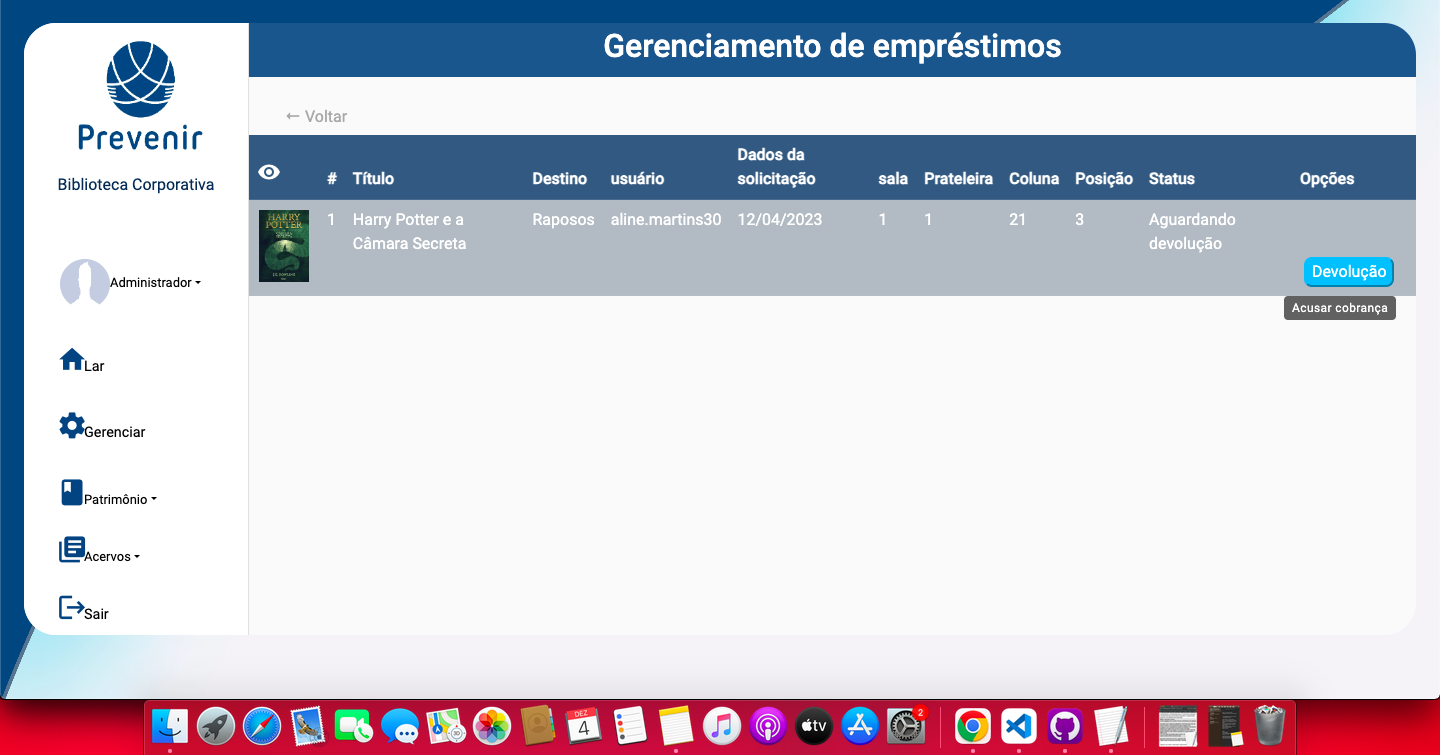 Gerenciamento de empréstimos
Prevenir
Biblioteca Corporativa
Administrador
Lar
Gerenciar
Patrimônio
Acervos
Sair
← Voltar
# Título Destino usuário Dados da solicitação sala Prateleira Coluna Posição Status Opções
HARRY POTTER
1 Harry Potter e a Raposos aline.martins30 12/04/2023 1 1 21 3 Aguardando
Câmara Secreta devolução
Devolução
Acusar cobrança
DEZ
4
3D
tv
2